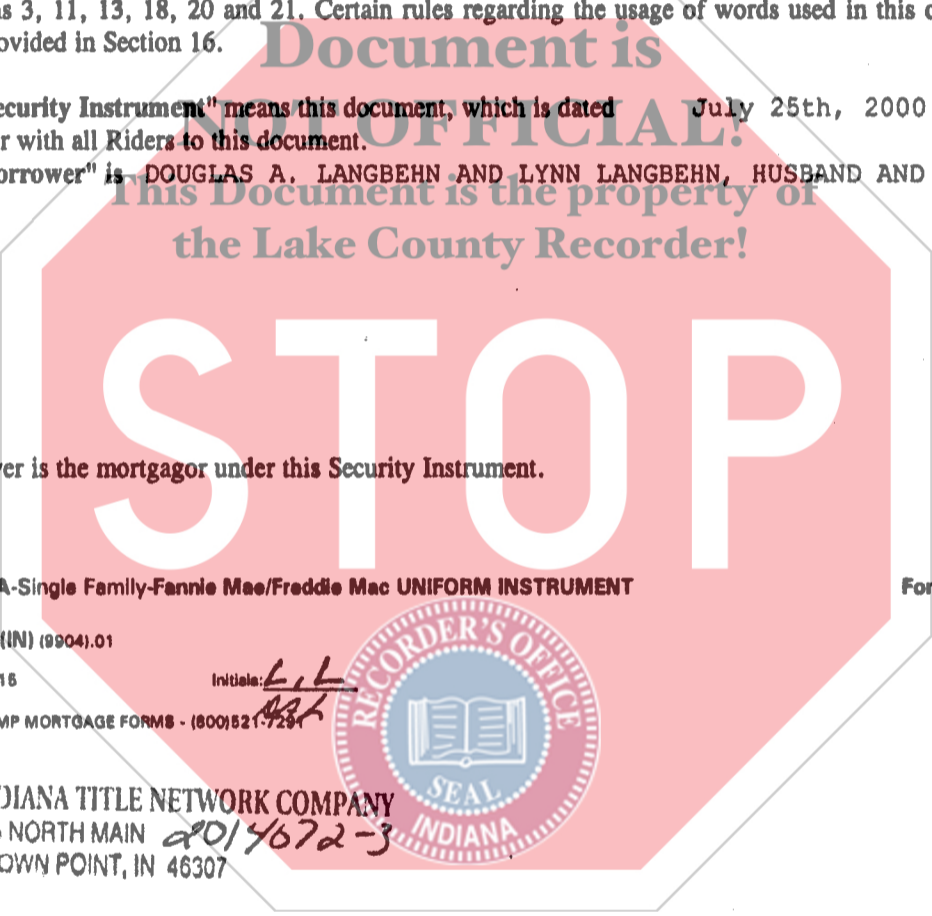 s 3, 11, 13, 18, 20 and 21. Certain rules regarding the usage of words used in this
ovided in Section 16.
Document is
ecurity Instrument" means this document, which is dated July 25th, 2000
NOT OFFICIAL!
r with all Riders to this document.
orrower" is DOUGLAS A. LANGBEHN AND LYNN LANGBEHN, HUSBAND AND
This Document is the property of
the Lake County Recorder!
STOP
er is the mortgagor under this Security Instrument.
A-Single Family-Fannie Mae/Freddie Mac UNIFORM INSTRUMENT For
(IN) (9904).01
Initials: L.L
MP MORTGAGE FORMS - (800)521-7291
RECORDER'S OFFICE
SEAL
INDIANA
DIANA TITLE NETWORK COMPANY
NORTH MAIN 2014672-3
OWN POINT, IN 46307